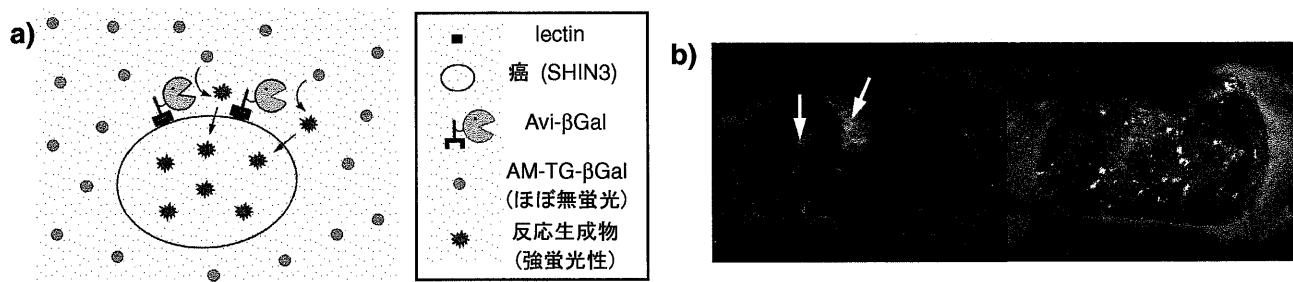 a)
lectin
癌 (SHIN3)
Avi-βGal
AM-TG-βGal
(ほぼ無蛍光)
反応生成物
(強蛍光性)
b)